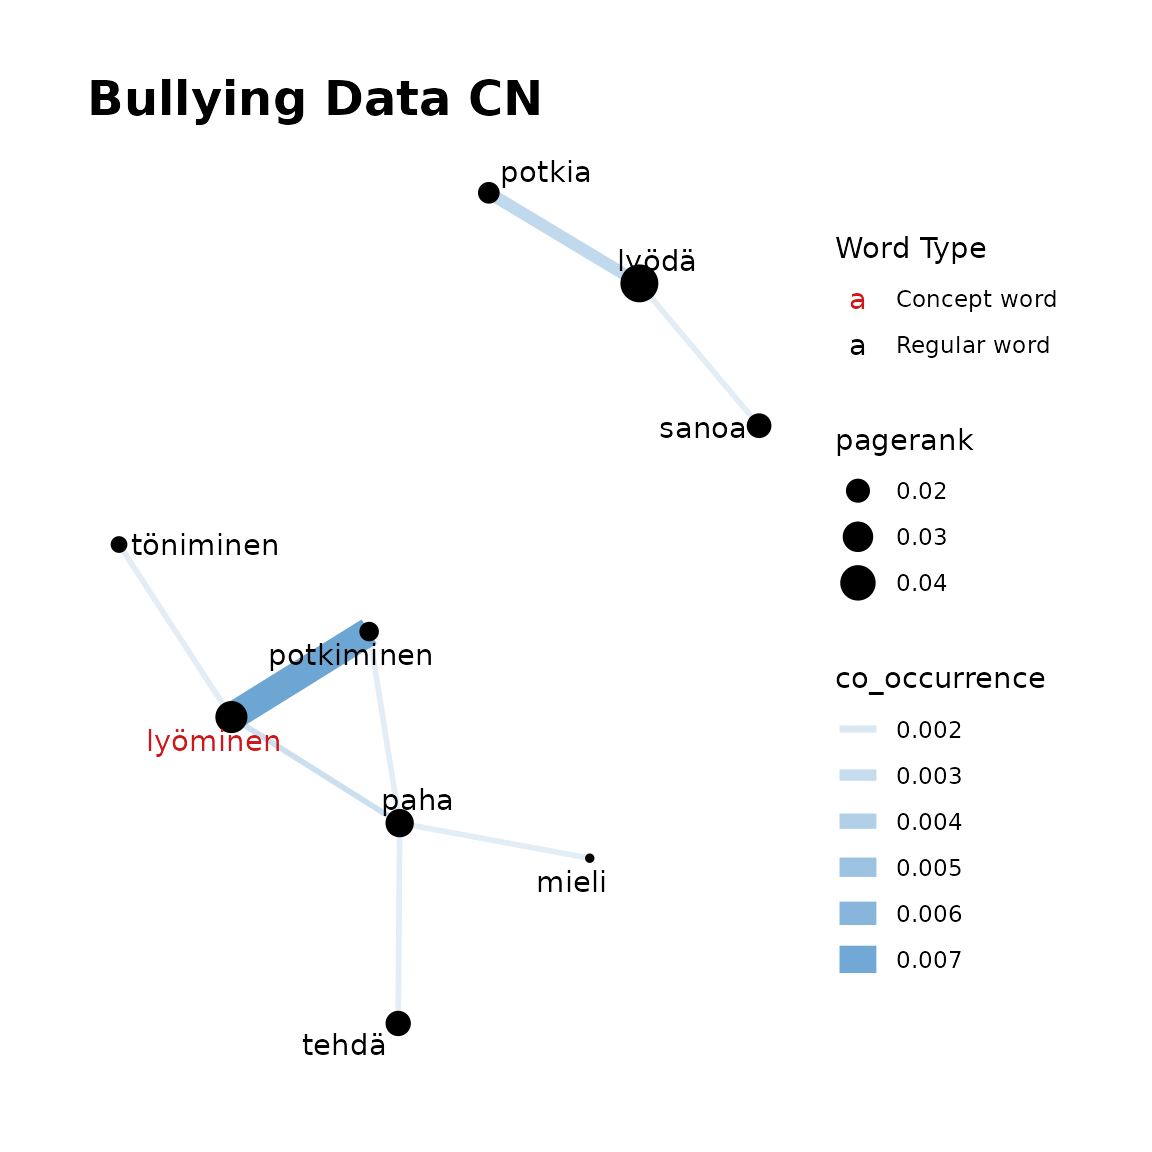 Bullying Data CN
potkia
lyödä
sanoa
töniminen
potkiminen
lyöminen
paha
mieli
tehdä
Word Type
a Concept word
a Regular word
pagerank
0.02
0.03
0.04
co_occurrence
0.002
0.003
0.004
0.005
0.006
0.007